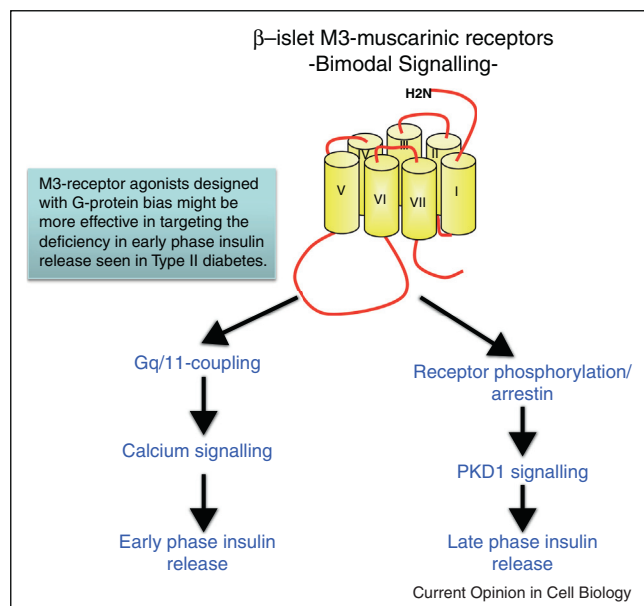 β–islet M3-muscarinic receptors
-Bimodal Signalling-
H2N
IV
III
II
V
VI
VII
I
M3-receptor agonists designed
with G-protein bias might be
more effective in targeting the
deficiency in early phase insulin
release seen in Type II diabetes.
Gq/11-coupling
Calcium signalling
Early phase insulin
release
Receptor phosphorylation/
arrestin
PKD1 signalling
Late phase insulin
release
Current Opinion in Cell Biology